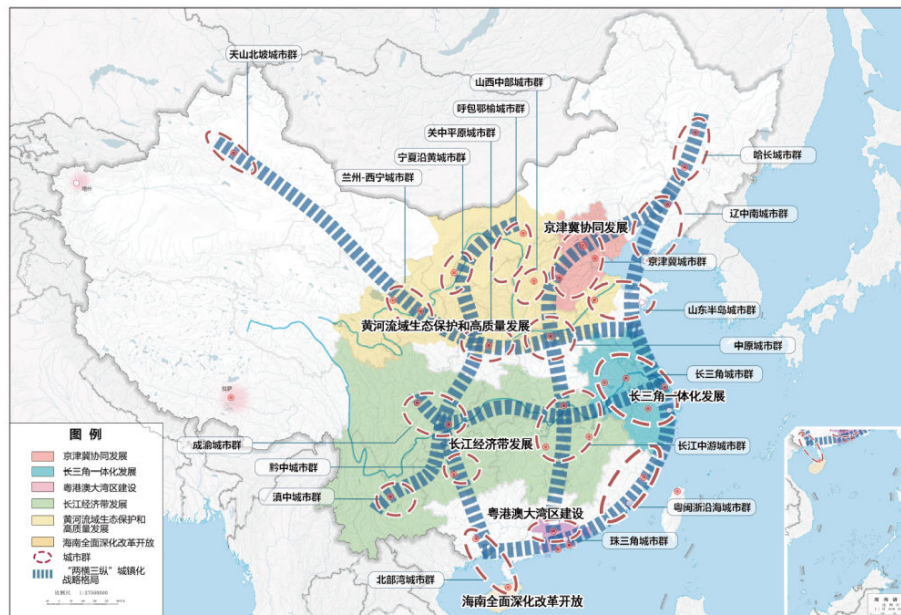 天山北坡城市群
山西中部城市群
呼包鄂榆城市群
关中平原城市群
宁夏沿黄城市群
兰州-西宁城市群
哈长城市群
辽中南城市群
京津冀协同发展
京津冀城市群
山东半岛城市群
黄河流域生态保护和高质量发展
中原城市群
长三角城市群
长三角一体化发展
拉萨
成渝城市群
长江经济带发展
长江中游城市群
黔中城市群
滇中城市群
粤港澳大湾区建设
粤闽浙沿海城市群
珠三角城市群
北部湾城市群
海南全面深化改革开放
图 例
京津冀协同发展
长三角一体化发展
粤港澳大湾区建设
长江经济带发展
黄河流域生态保护和
高质量发展
海南全面深化改革开放
城市群
“两横三纵”城镇化
战略格局